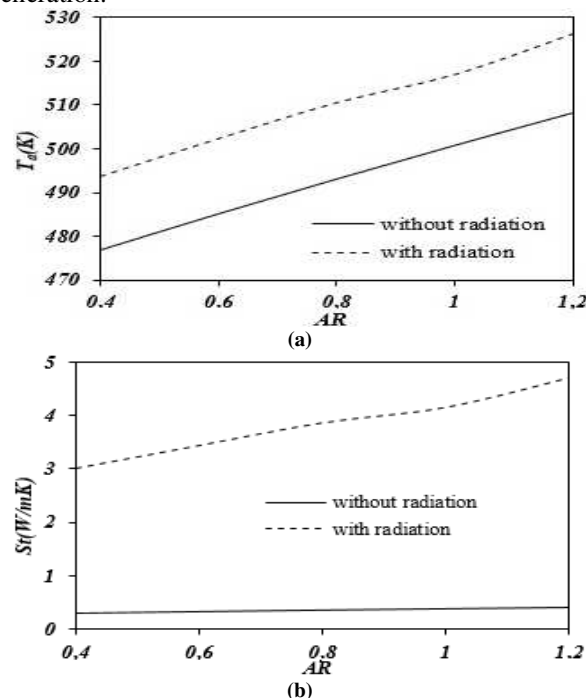 eneration.
530
520
510
500
490
480
470
T_a(K)
without radiation
with radiation
0.4 0.6 0.8 1 1.2
AR
(a)
5
4
3
2
1
0
St(W/mK)
without radiation
with radiation
0.4 0.6 0.8 1 1.2
AR
(b)